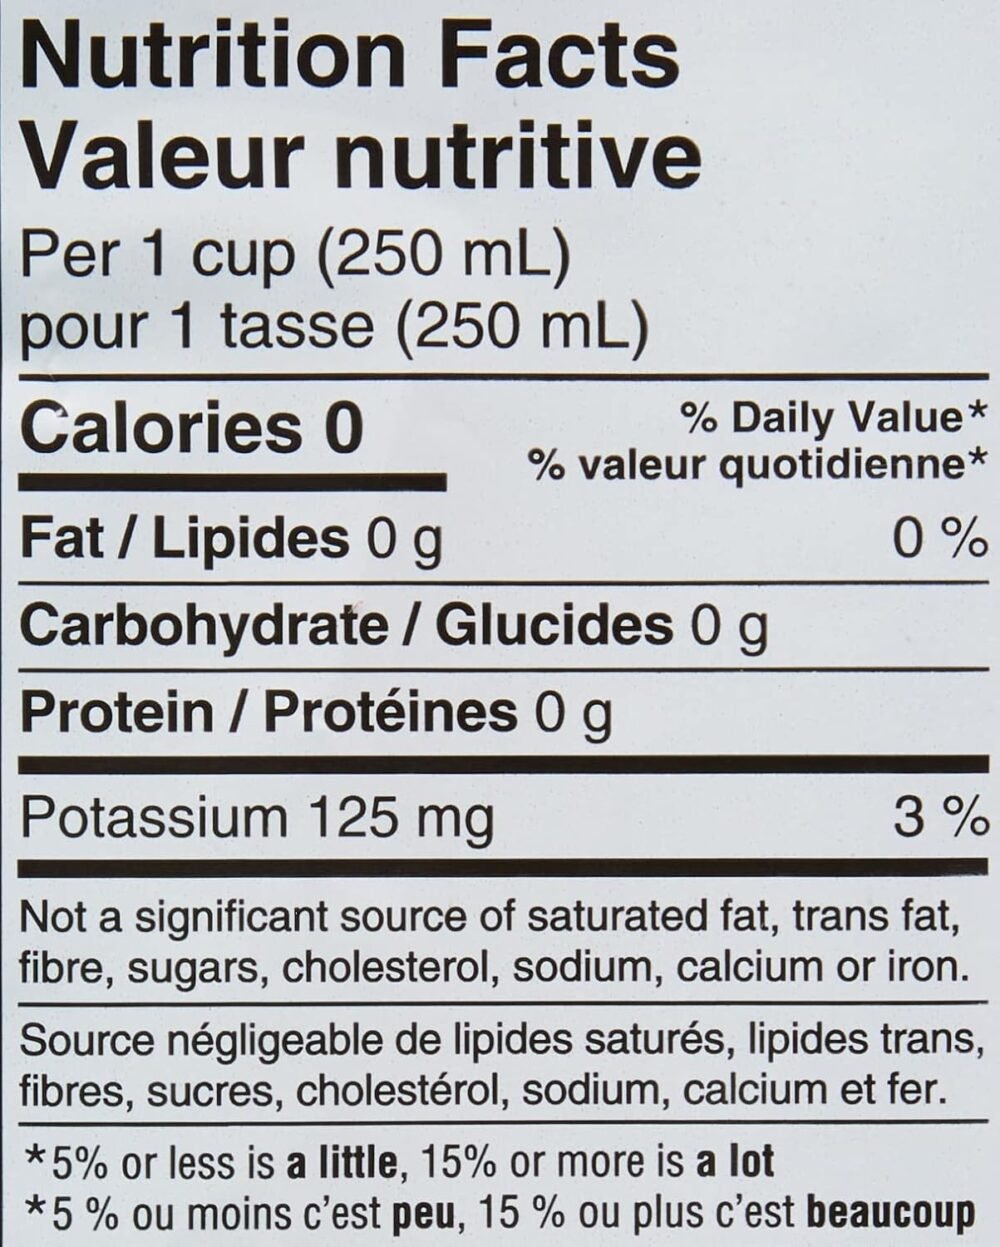 Nutrition Facts
Valeur nutritive
Per 1 cup (250 mL)
pour 1 tasse (250 mL)
Calories 0
% Daily Value*
% valeur quotidienne*
Fat / Lipides 0 g 0 %
Carbohydrate / Glucides 0 g
Protein / Protéines 0 g
Potassium 125 mg 3 %
Not a significant source of saturated fat, trans fat,
fibre, sugars, cholesterol, sodium, calcium or iron.
Source négligeable de lipides saturés, lipides trans,
fibres, sucres, cholestérol, sodium, calcium et fer.
*5% or less is a little, 15% or more is a lot
*5 % ou moins c'est peu, 15 % ou plus c'est beaucoup